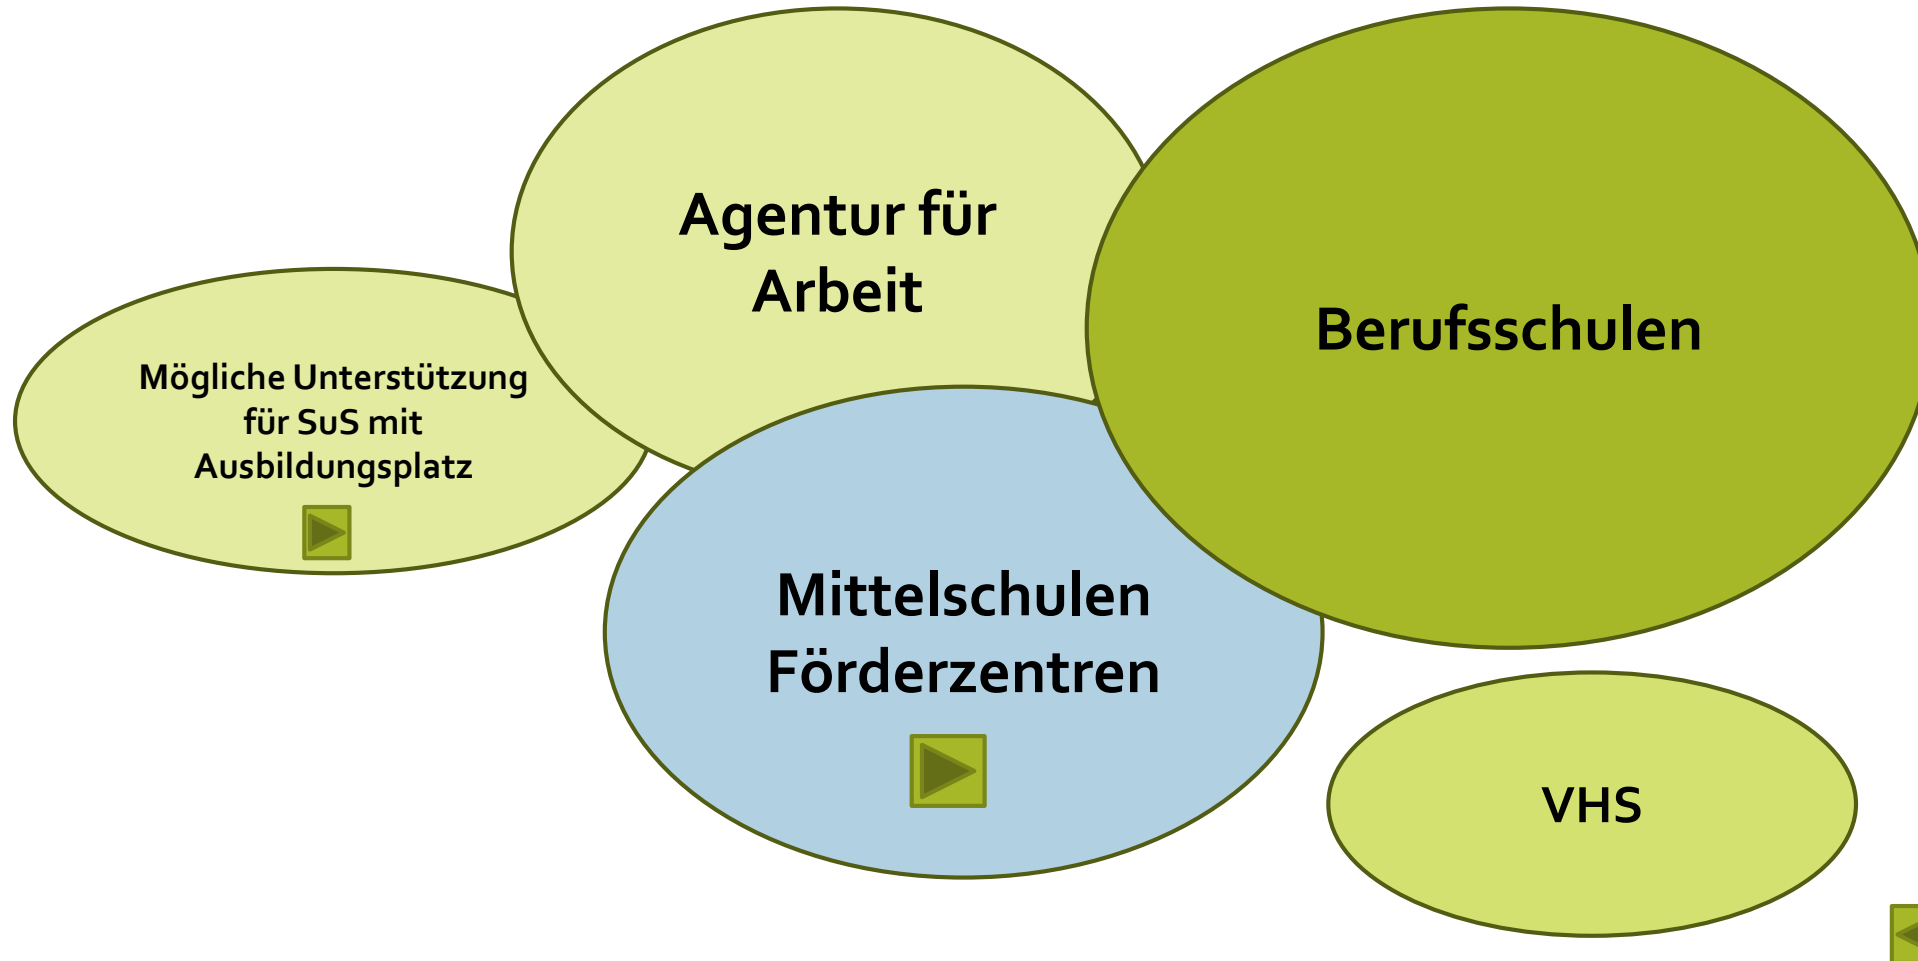 Agentur für
Arbeit
Berufsschulen
Mögliche Unterstützung
für SuS mit
Ausbildungsplatz
Mittelschulen
Förderzentren
VHS